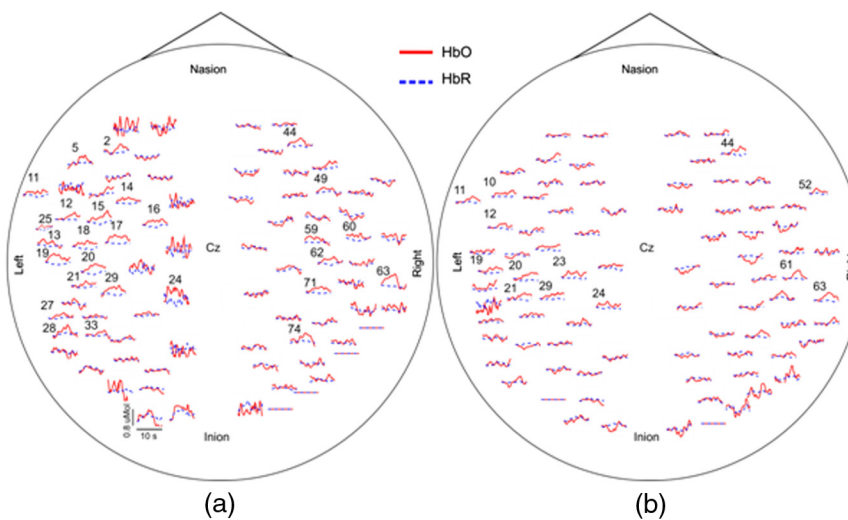 HbO
HbR
Nasion
2
5
11
14
12
15
16
25
13
18
17
19
20
21
29
24
27
28
33
Left
Cz
44
49
59
60
62
63
71
74
Right
0.8 uMol
10 s
Inion
(a)
Nasion
44
11
10
52
12
Left
19
20
23
21
29
24
Cz
61
63
Inion
(b)